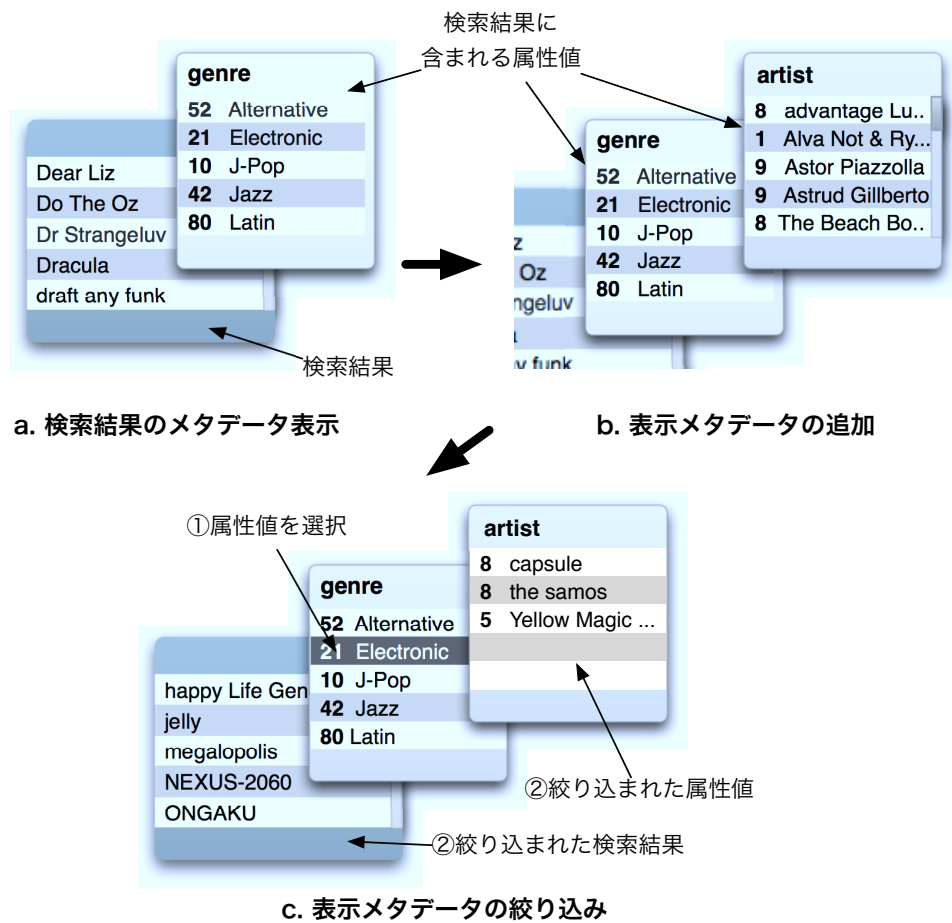 検索結果に
含まれる属性値
genre
52 Alternative
21 Electronic
10 J-Pop
42 Jazz
80 Latin
Dear Liz
Do The Oz
Dr Strangeluv
Dracula
draft any funk
検索結果
a. 検索結果のメタデータ表示
artist
8 advantage Lu..
1 Alva Not & Ry...
9 Astor Piazzolla
9 Astrud Gillberto
8 The Beach Bo..
genre
52 Alternative
21 Electronic
10 J-Pop
42 Jazz
80 Latin
z
Oz
ngeluv
ny funk
b. 表示メタデータの追加
①属性値を選択
artist
8 capsule
8 the samos
5 Yellow Magic ...
genre
52 Alternative
21 Electronic
10 J-Pop
42 Jazz
80 Latin
happy Life Gen
jelly
megalopolis
NEXUS-2060
ONGAKU
②絞り込まれた属性値
②絞り込まれた検索結果
c. 表示メタデータの絞り込み